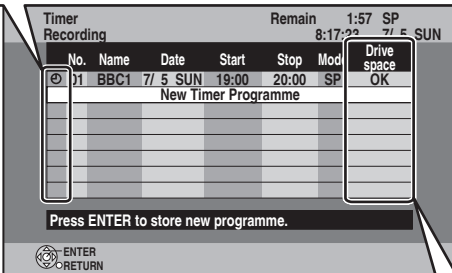 Timer Remain 1:57 SP
Recording 8:17:23 7/ 5 SUN
No. Name Date Start Stop Mode Drive space
01 BBC1 7/ 5 SUN 19:00 20:00 SP OK
New Timer Programme
Press ENTER to store new programme.
ENTER
RETURN